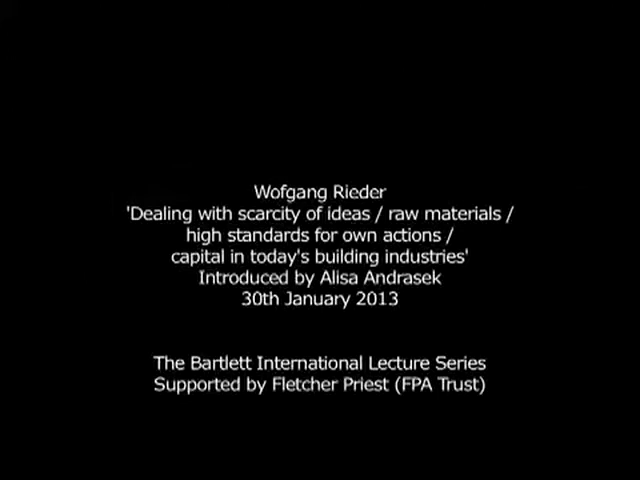 Wofgang Rieder
'Dealing with scarcity of ideas / raw materials /
high standards for own actions /
capital in today's building industries'
Introduced by Alisa Andrasek
30th January 2013
The Bartlett International Lecture Series
Supported by Fletcher Priest (FPA Trust)